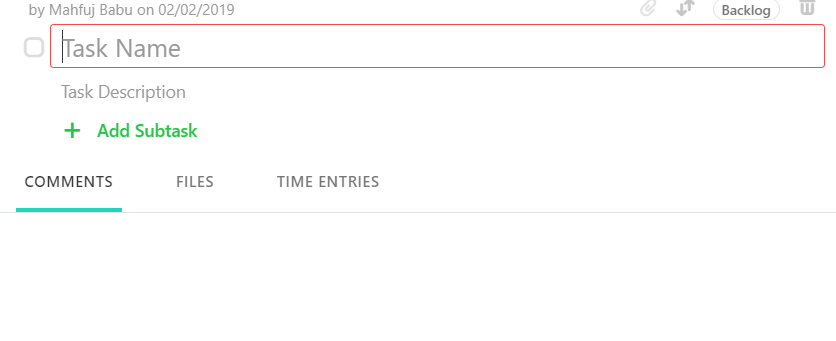 by Mahfuj Babu on 02/02/2019 Backlog
Task Name
Task Description
+ Add Subtask
COMMENTS FILES TIME ENTRIES